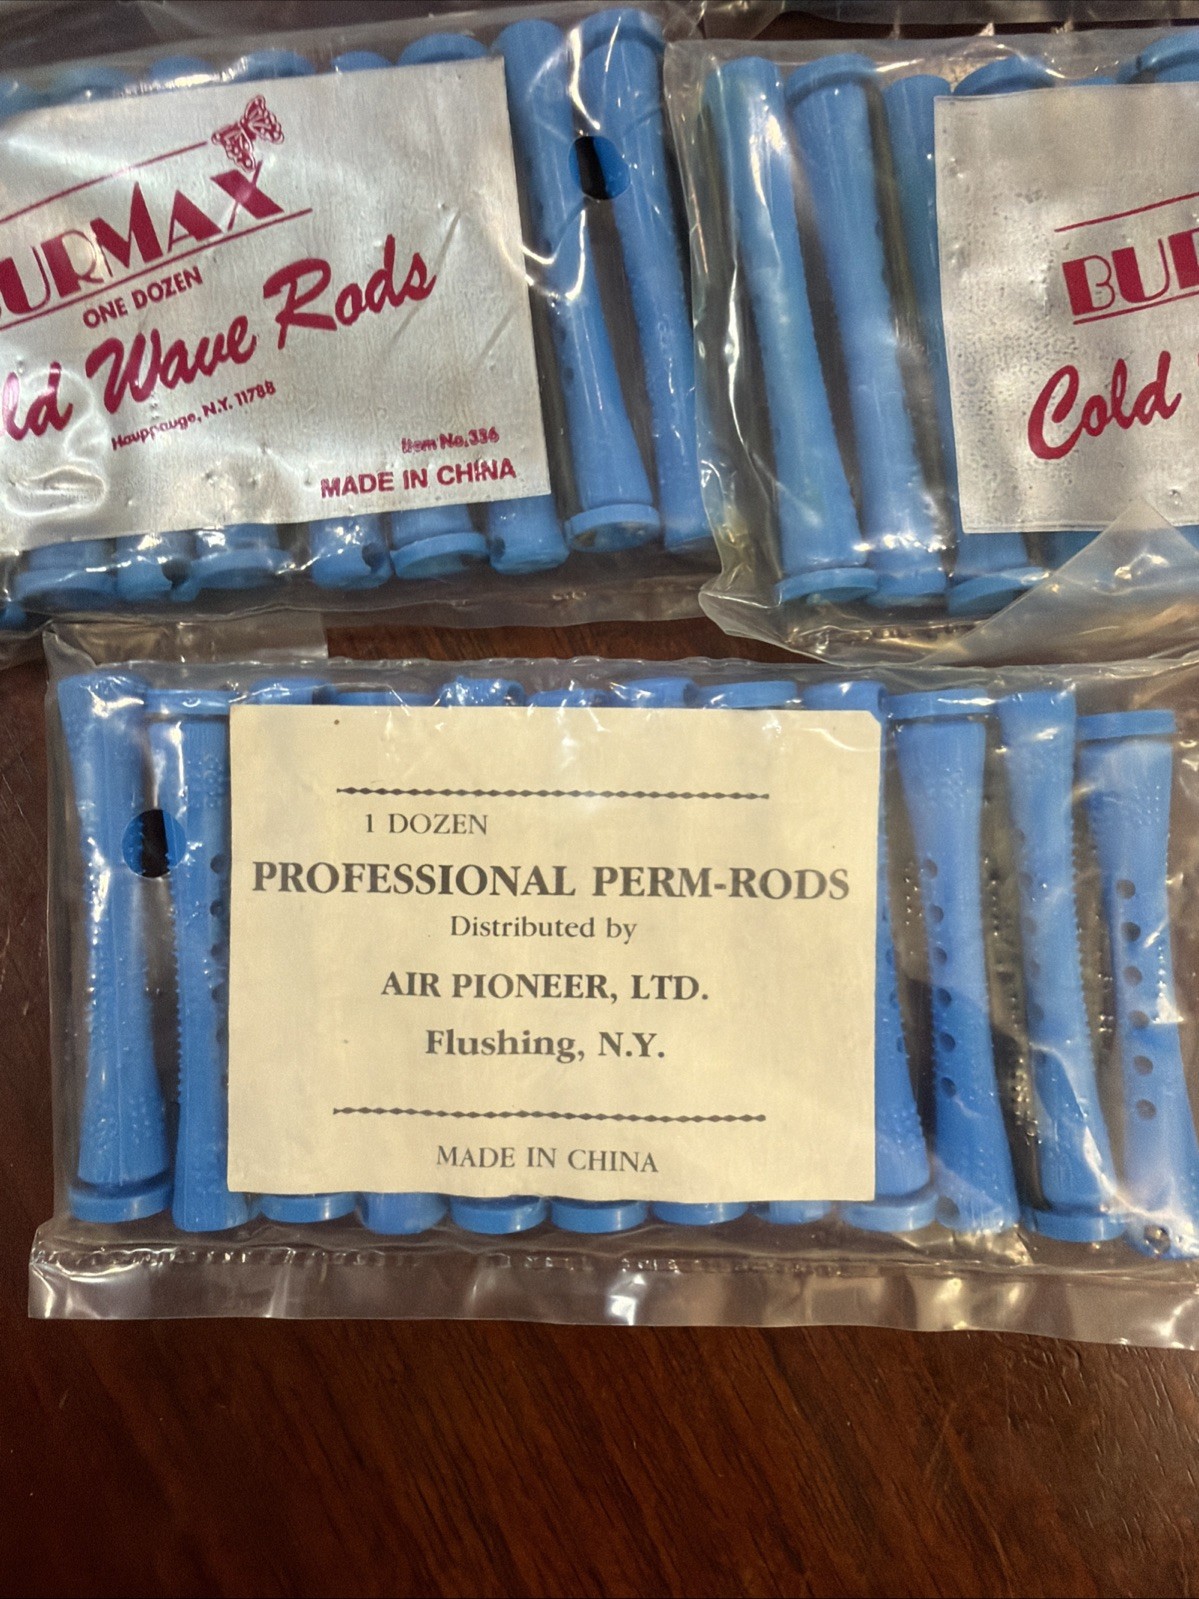 URMAX
ONE DOZEN
ld Wave Rods
Hauppauge, N.Y. 11788
Item No. 336
MADE IN CHINA
BUR
Cold
1 DOZEN
PROFESSIONAL PERM-RODS
Distributed by
AIR PIONEER, LTD.
Flushing, N.Y.
MADE IN CHINA